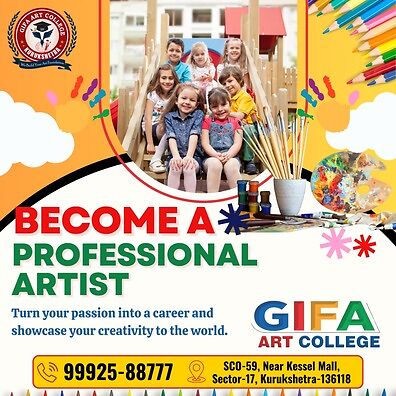 GIFA ART COLLEGE
KURUKSHETRA
BECOME A
PROFESSIONAL
ARTIST
Turn your passion into a career and
showcase your creativity to the world.
GIFA
ART COLLEGE
99925-88777
SCO-59, Near Kessel Mall,
Sector-17, Kurukshetra-136118